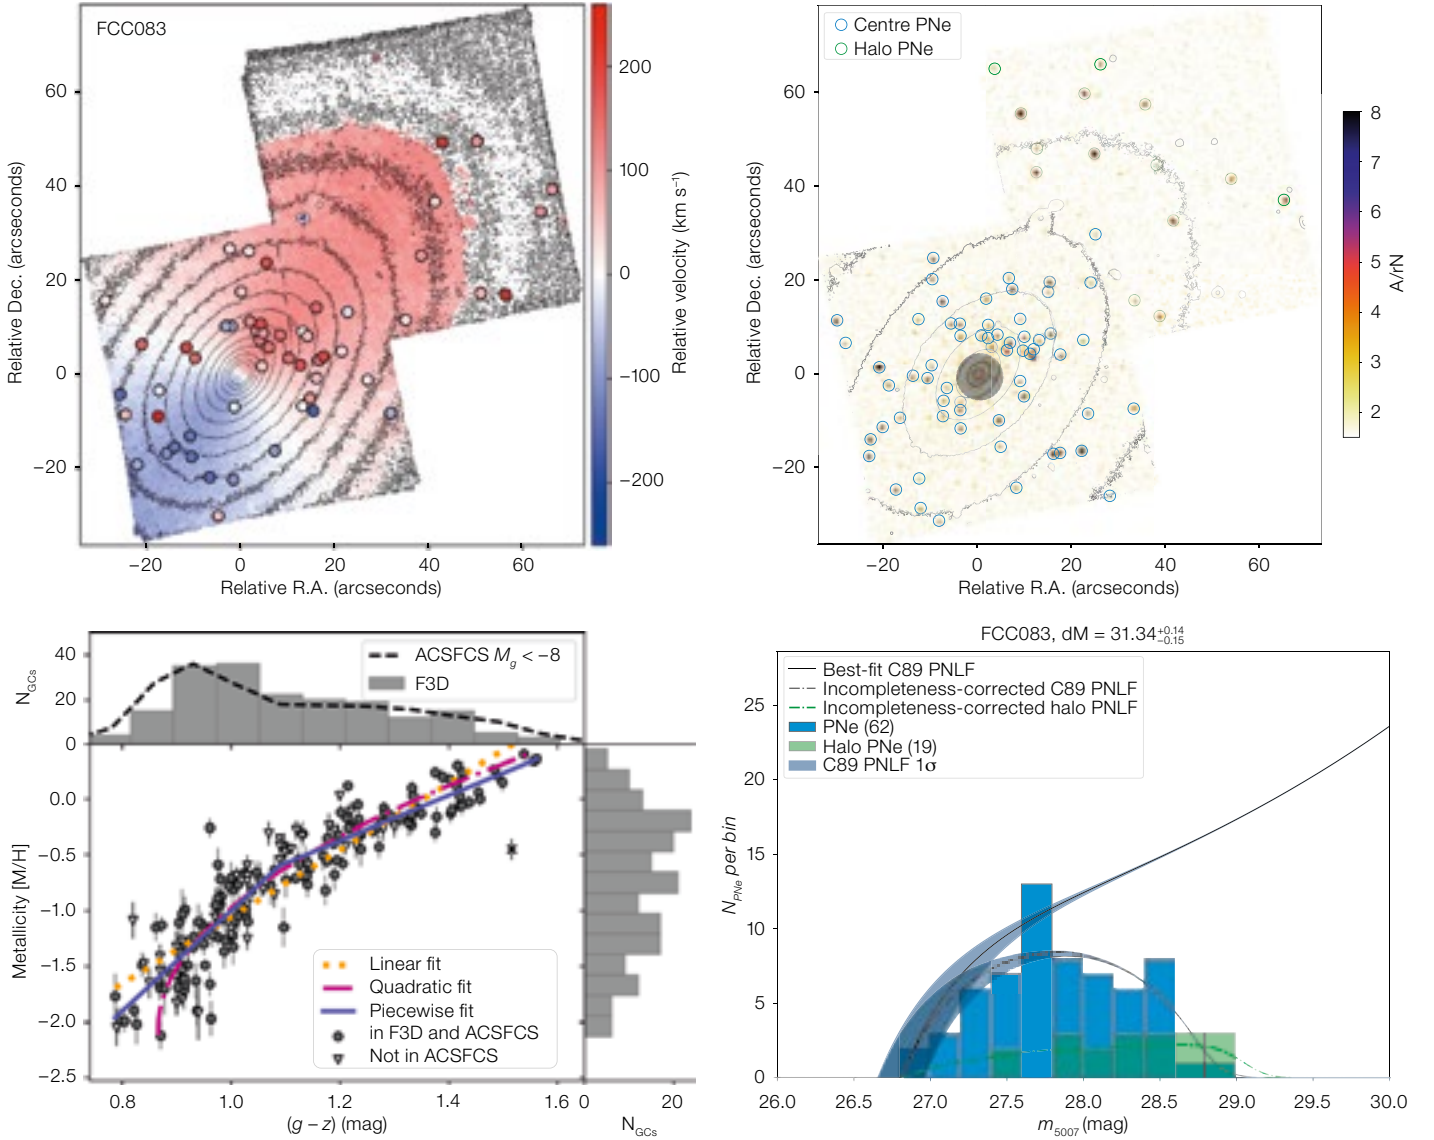 FCC083
60
40
20
0
−20
Relative Dec. (arcseconds)
−20
0
20
40
60
Relative R.A. (arcseconds)
200
100
0
−100
−200
Relative velocity (km s⁻¹)
Centre PNe
Halo PNe
60
40
20
0
−20
Relative Dec. (arcseconds)
−20
0
20
40
60
Relative R.A. (arcseconds)
8
7
6
5
4
3
2
A/rN
40
20
0
N_GCs
ACSFCS M_g < −8
F3D
0.0
−0.5
−1.0
−1.5
−2.0
−2.5
Metallicity [M/H]
Linear fit
Quadratic fit
Piecewise fit
in F3D and ACSFCS
Not in ACSFCS
0.8
1.0
1.2
1.4
1.6
(g – z) (mag)
0
20
N_GCs
FCC083, dM = 31.34 +0.14 −0.15
Best-fit C89 PNLF
Incompleteness-corrected C89 PNLF
Incompleteness-corrected halo PNLF
PNe (62)
Halo PNe (19)
C89 PNLF 1σ
25
20
15
10
5
0
N_PNe per bin
26.0
26.5
27.0
27.5
28.0
28.5
29.0
29.5
30.0
m_5007 (mag)